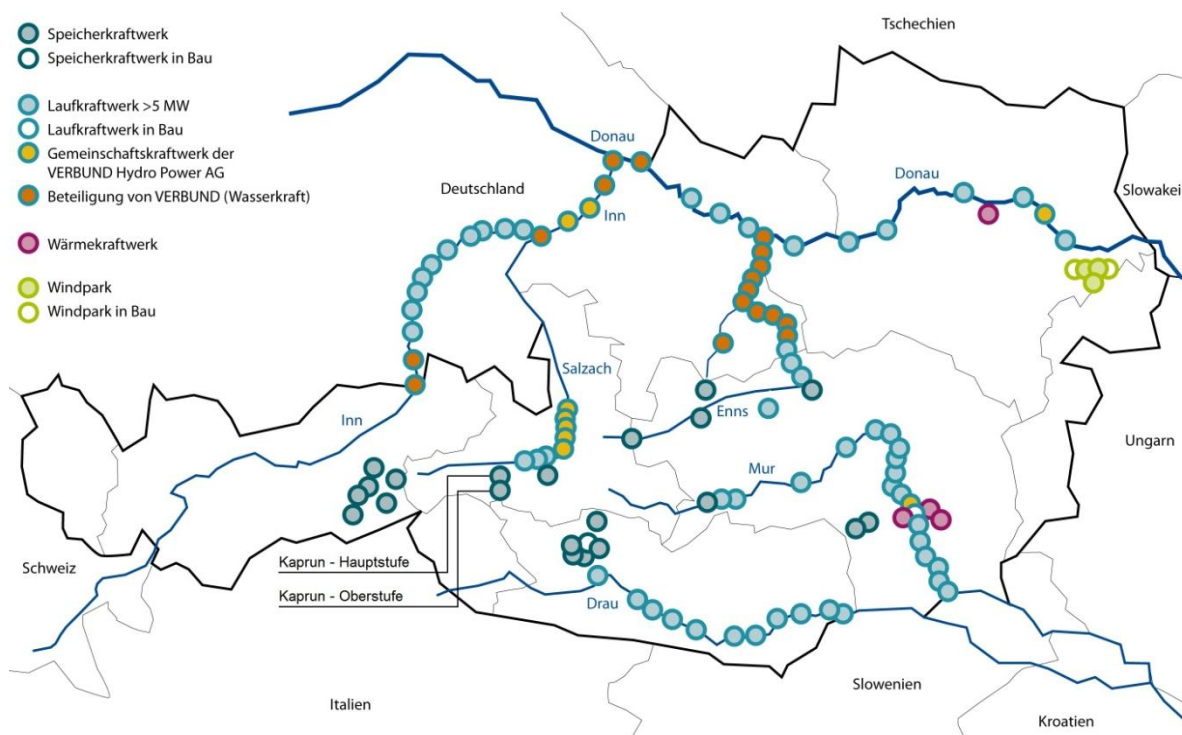 Speicherkraftwerk
Speicherkraftwerk in Bau
Laufkraftwerk >5 MW
Laufkraftwerk in Bau
Gemeinschaftskraftwerk der
VERBUND Hydro Power AG
Beteiligung von VERBUND (Wasserkraft)
Wärmekraftwerk
Windpark
Windpark in Bau
Tschechien
Donau
Deutschland
Donau
Slowakei
Inn
Salzach
Inn
Enns
Ungarn
Mur
Kaprun - Hauptstufe
Schweiz
Kaprun - Oberstufe
Drau
Slowenien
Italien
Kroatien